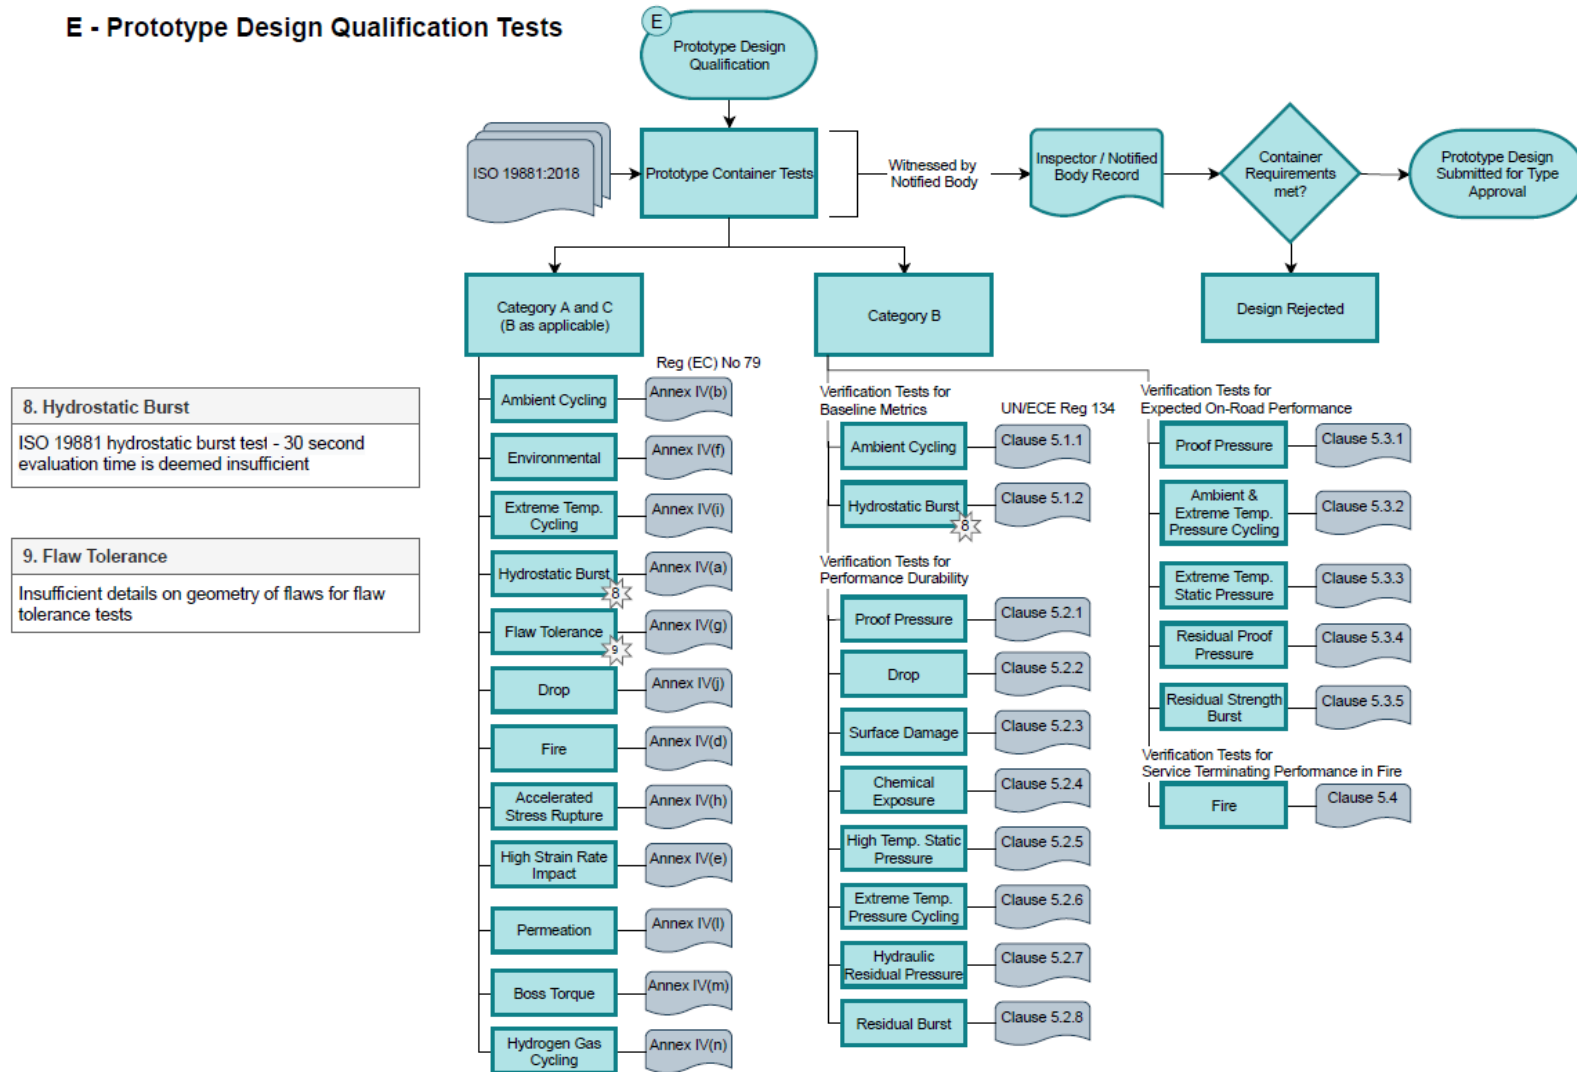 E - Prototype Design Qualification Tests
E
Prototype Design
Qualification
ISO 19881:2018
Prototype Container Tests
Witnessed by
Notified Body
Inspector / Notified
Body Record
Container
Requirements
met?
Prototype Design
Submitted for Type
Approval
Design Rejected
Category A and C
(B as applicable)
Category B
8. Hydrostatic Burst
ISO 19881 hydrostatic burst test - 30 second
evaluation time is deemed insufficient
9. Flaw Tolerance
Insufficient details on geometry of flaws for flaw
tolerance tests
Reg (EC) No 79
Ambient Cycling
Annex IV(b)
Environmental
Annex IV(f)
Extreme Temp.
Cycling
Annex IV(i)
Hydrostatic Burst
8
Annex IV(a)
Flaw Tolerance
9
Annex IV(g)
Drop
Annex IV(j)
Fire
Annex IV(d)
Accelerated
Stress Rupture
Annex IV(h)
High Strain Rate
Impact
Annex IV(e)
Permeation
Annex IV(l)
Boss Torque
Annex IV(m)
Hydrogen Gas
Cycling
Annex IV(n)
Verification Tests for
Baseline Metrics
UN/ECE Reg 134
Ambient Cycling
Clause 5.1.1
Hydrostatic Burst
8
Clause 5.1.2
Verification Tests for
Performance Durability
Proof Pressure
Clause 5.2.1
Drop
Clause 5.2.2
Surface Damage
Clause 5.2.3
Chemical
Exposure
Clause 5.2.4
High Temp. Static
Pressure
Clause 5.2.5
Extreme Temp.
Pressure Cycling
Clause 5.2.6
Hydraulic
Residual Pressure
Clause 5.2.7
Residual Burst
Clause 5.2.8
Verification Tests for
Expected On-Road Performance
Proof Pressure
Clause 5.3.1
Ambient &
Extreme Temp.
Pressure Cycling
Clause 5.3.2
Extreme Temp.
Static Pressure
Clause 5.3.3
Residual Proof
Pressure
Clause 5.3.4
Residual Strength
Burst
Clause 5.3.5
Verification Tests for
Service Terminating Performance in Fire
Fire
Clause 5.4